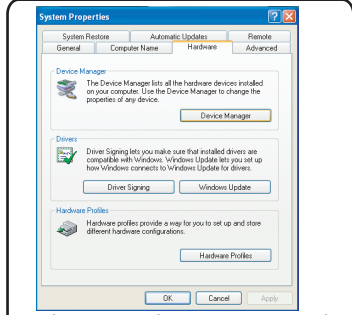 System Properties
System Restore Automatic Updates Remote
General Computer Name Hardware Advanced
Device Manager
The Device Manager lists all the hardware devices installed
on your computer. Use the Device Manager to change the
properties of any device.
Device Manager
Drivers
Driver Signing lets you make sure that installed drivers are
compatible with Windows. Windows Update lets you set up
how Windows connects to Windows Update for drivers.
Driver Signing Windows Update
Hardware Profiles
Hardware profiles provide a way for you to set up and store
different hardware configurations.
Hardware Profiles
OK Cancel Apply